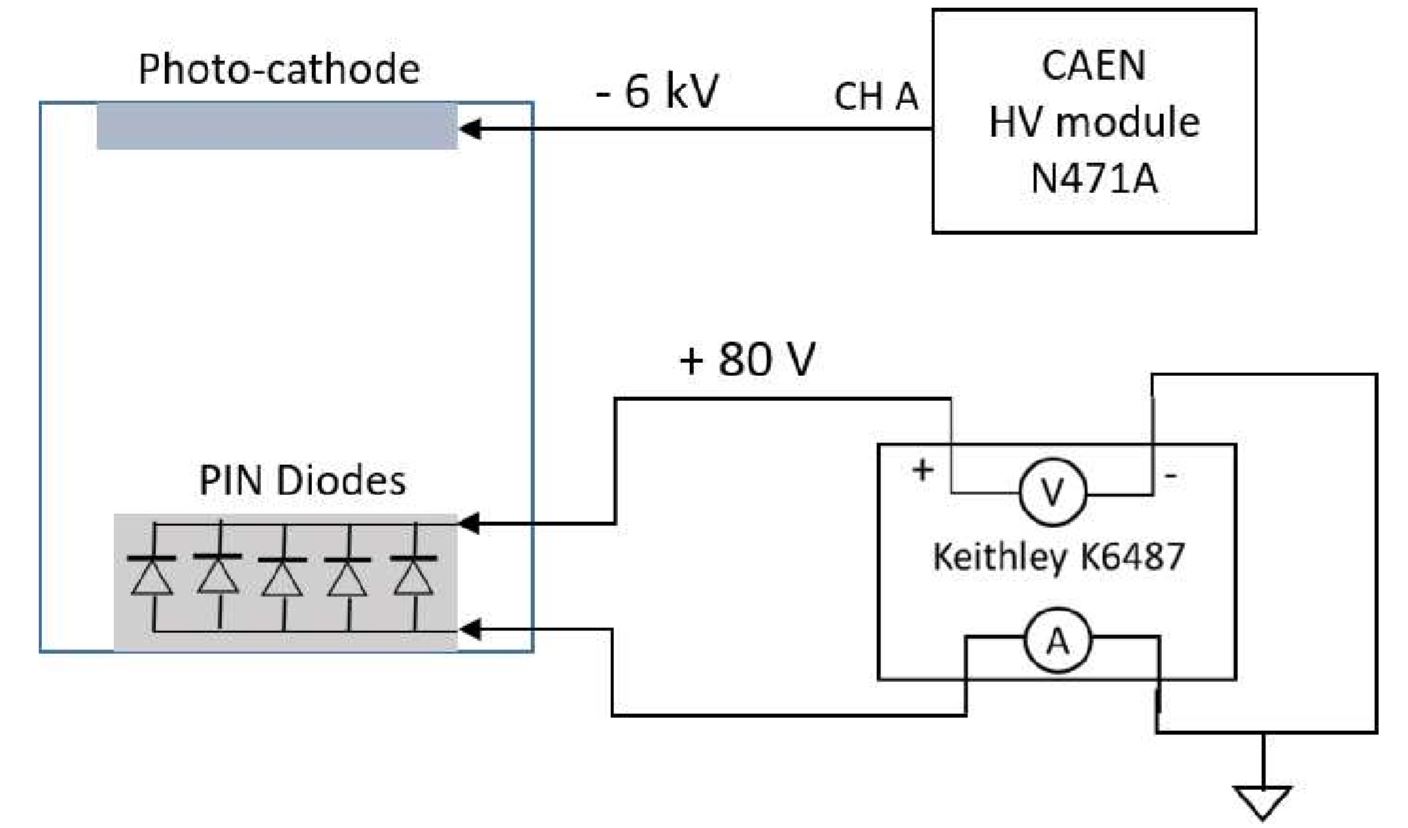 Photo-cathode
- 6 kV
CH A
CAEN
HV module
N471A
+ 80 V
PIN Diodes
+
V
-
Keithley K6487
A